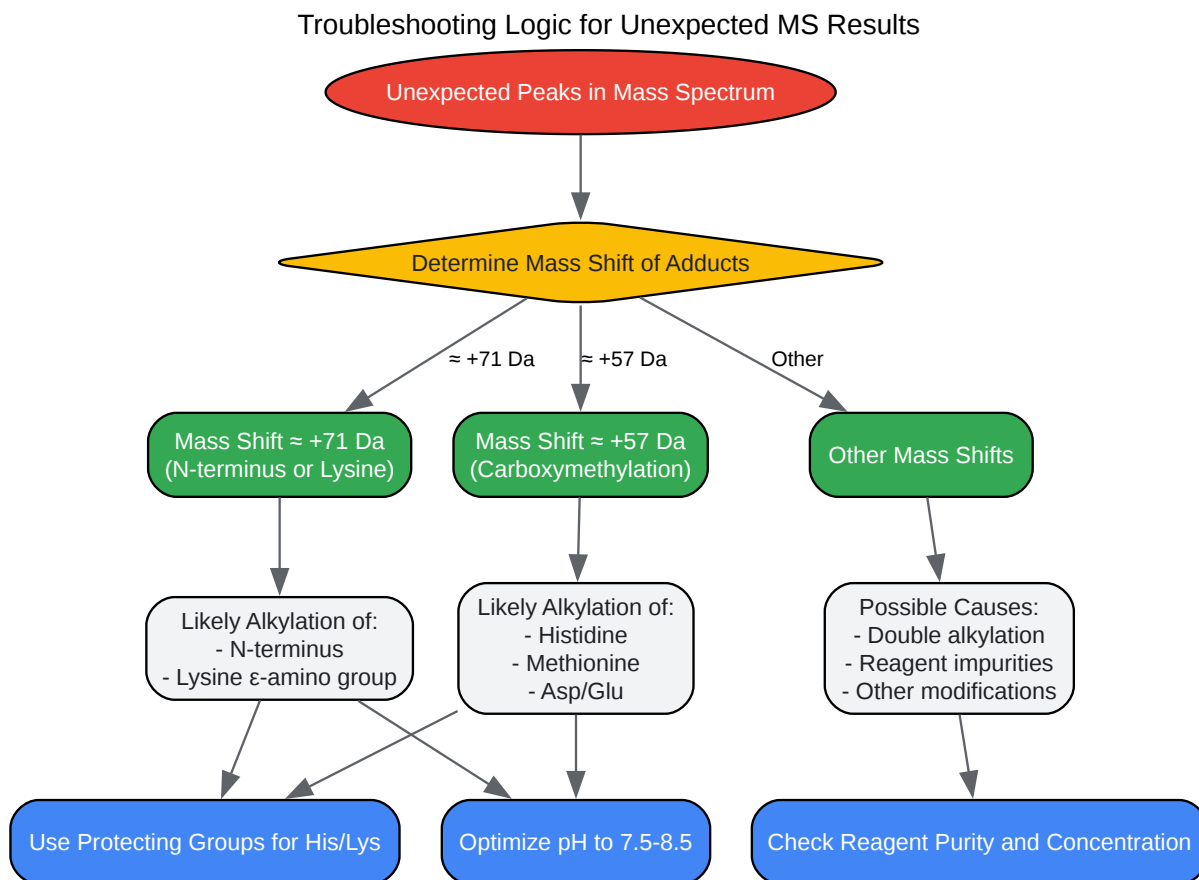 Troubleshooting Logic for Unexpected MS Results
Unexpected Peaks in Mass Spectrum
Determine Mass Shift of Adducts
≈ +71 Da
≈ +57 Da
Other
Mass Shift ≈ +71 Da
(N-terminus or Lysine)
Mass Shift ≈ +57 Da
(Carboxymethylation)
Other Mass Shifts
Likely Alkylation of:
- N-terminus
- Lysine ε-amino group
Likely Alkylation of:
- Histidine
- Methionine
- Asp/Glu
Possible Causes:
- Double alkylation
- Reagent impurities
- Other modifications
Use Protecting Groups for His/Lys
Optimize pH to 7.5-8.5
Check Reagent Purity and Concentration